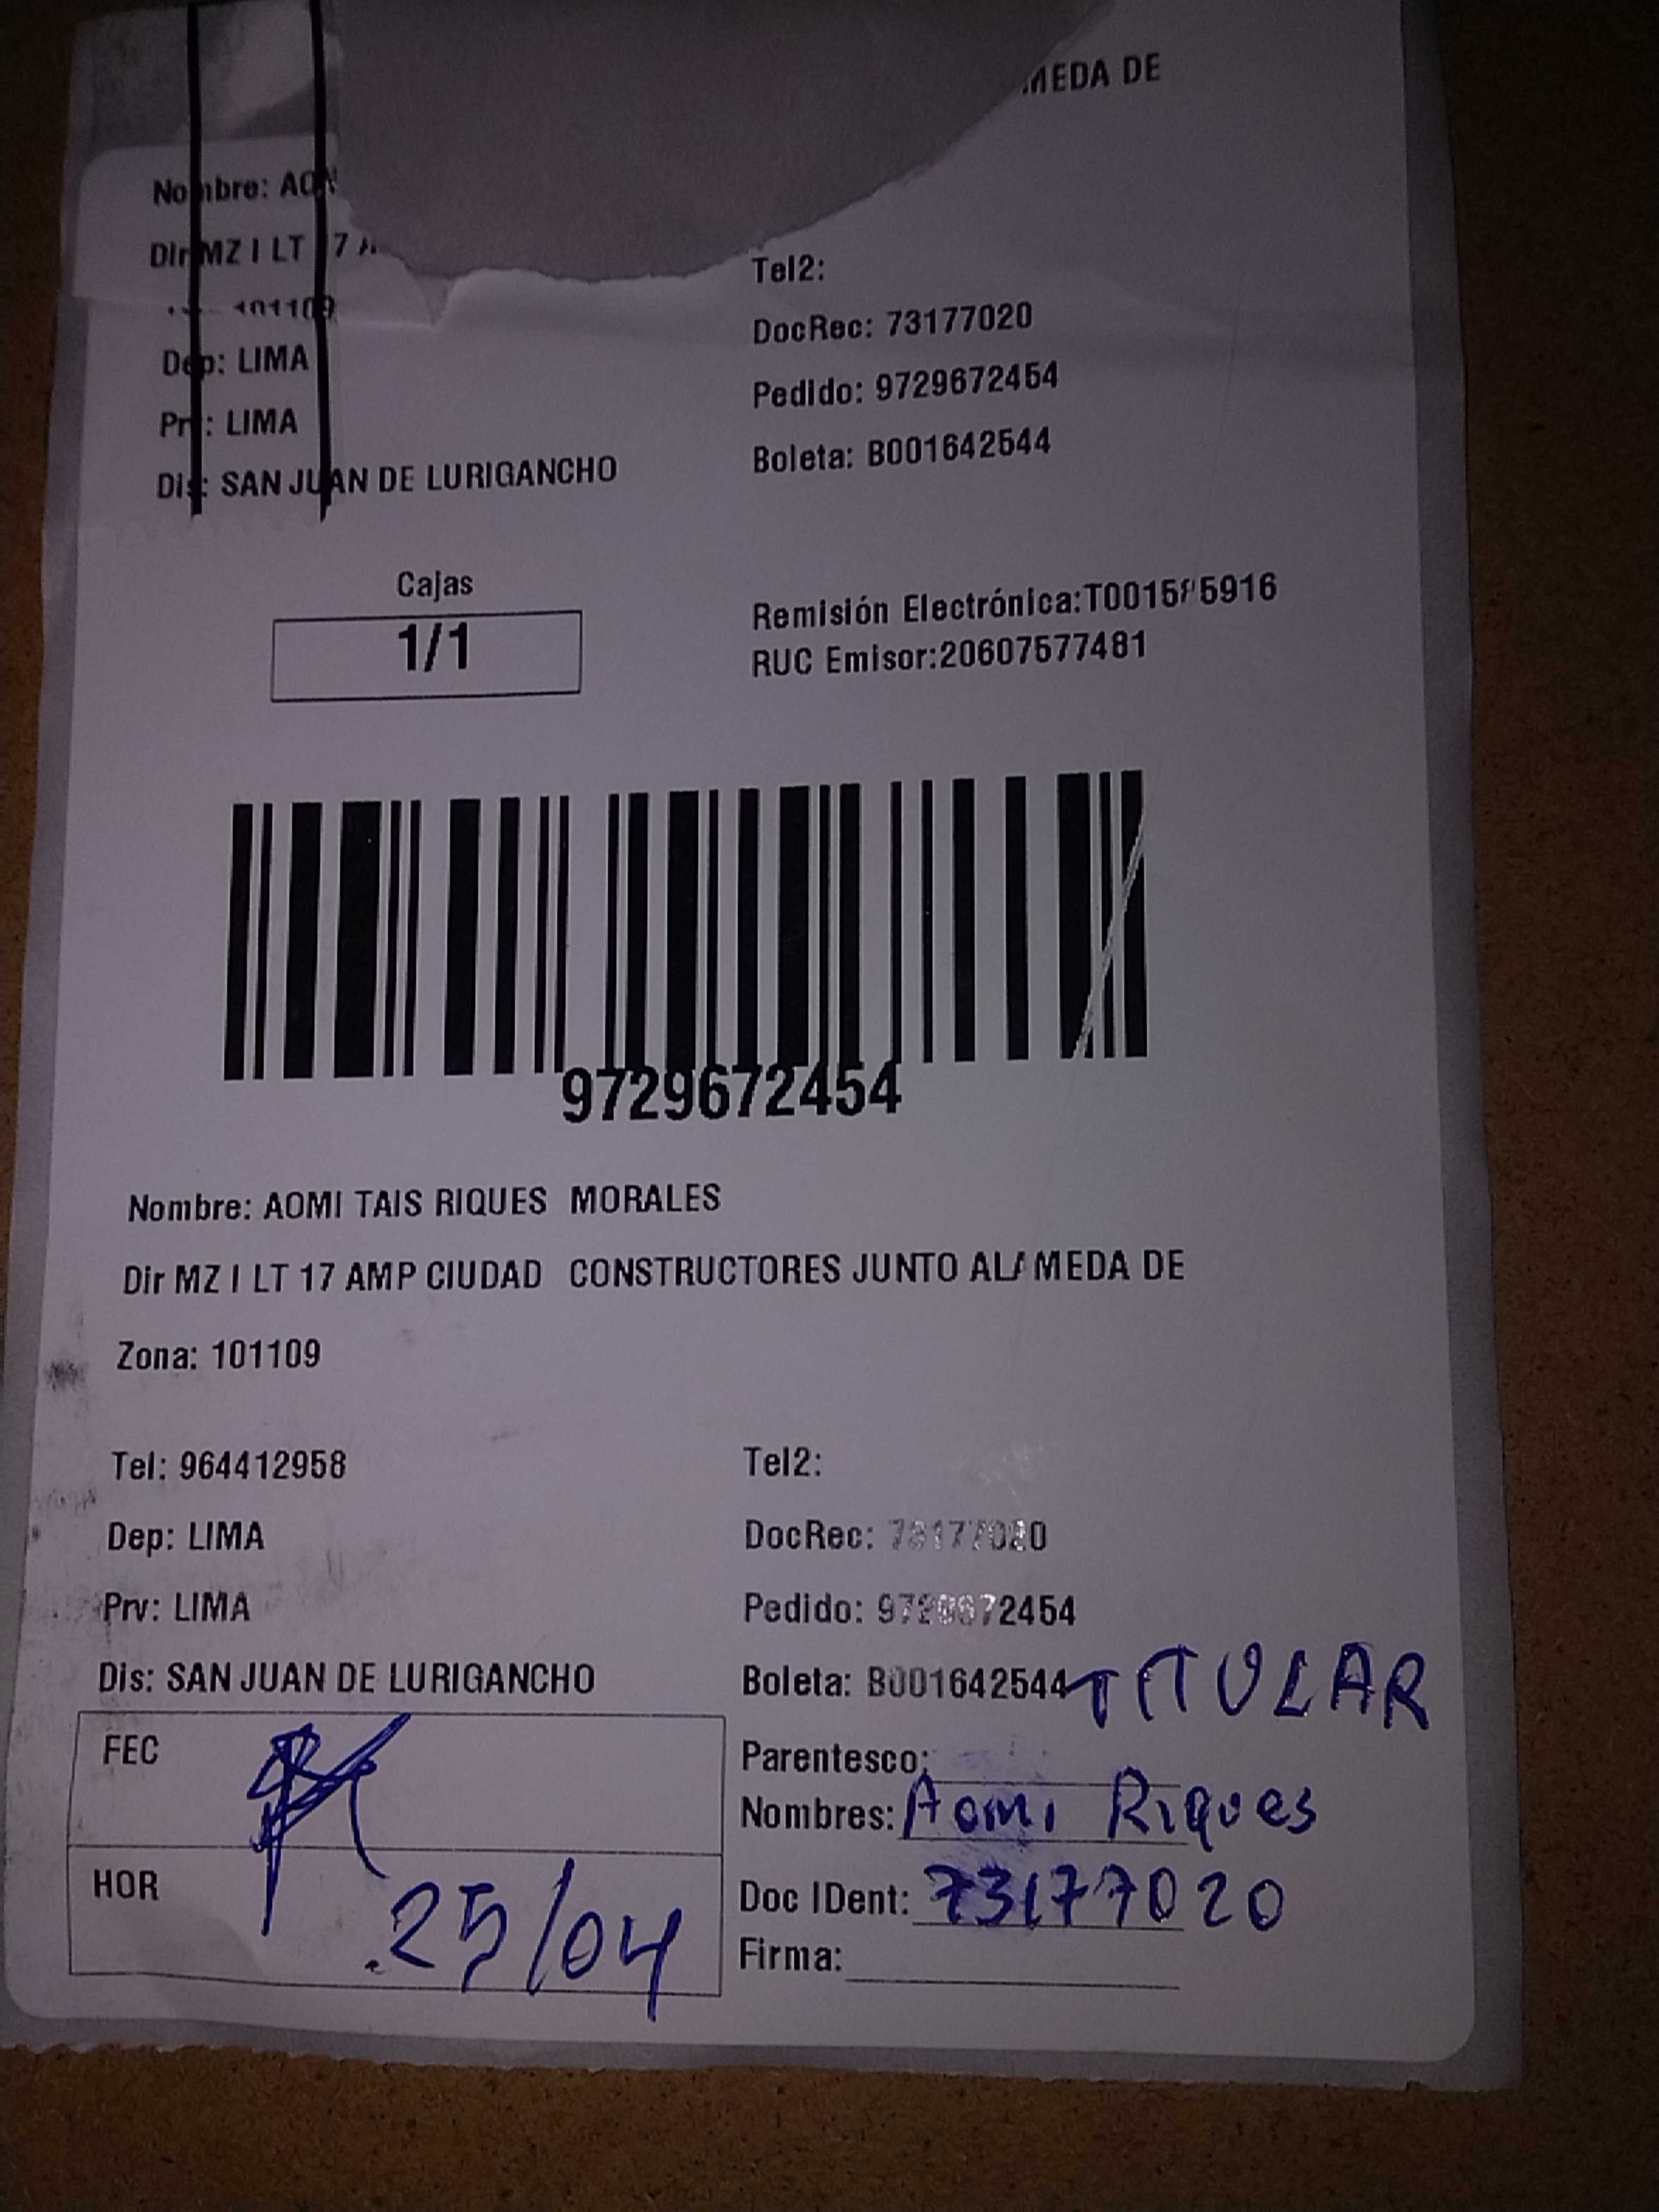 MEDA DE
Nombre: AOM
Dir MZ I LT 17 A
101109
Tel2:
DocRec: 73177020
Dep: LIMA
Pedido: 9729672454
Prv: LIMA
Boleta: B001642544
Dis: SAN JUAN DE LURIGANCHO
Cajas
1/1
Remisión Electrónica:
RUC Emisor:20607577481
9729672454
Nombre: AOMI TAIS RIQUES MORALES
Dir MZ I LT 17 AMP CIUDAD CONSTRUCTORES JUNTO ALAMEDA DE
Zona: 101109
Tel: 964412958
Tel2:
Dep: LIMA
DocRec: 73177020
Prv: LIMA
Pedido: 9729672454
Dis: SAN JUAN DE LURIGANCHO
Boleta: B001642544
TITULAR
FEC
Parentesco:
Nombres: Aomi Riques
HOR
25/04
Doc IDent: 73177020
Firma: